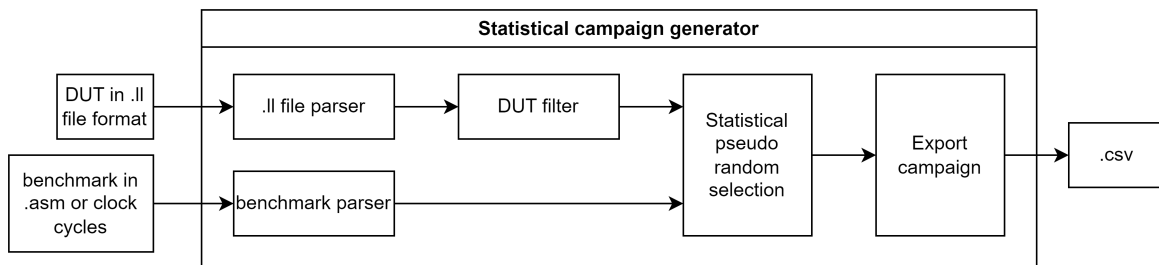 Statistical campaign generator
DUT in .ll
file format
.ll file parser
DUT filter
Statistical
pseudo
random
selection
Export
campaign
.csv
benchmark in
.asm or clock
cycles
benchmark parser